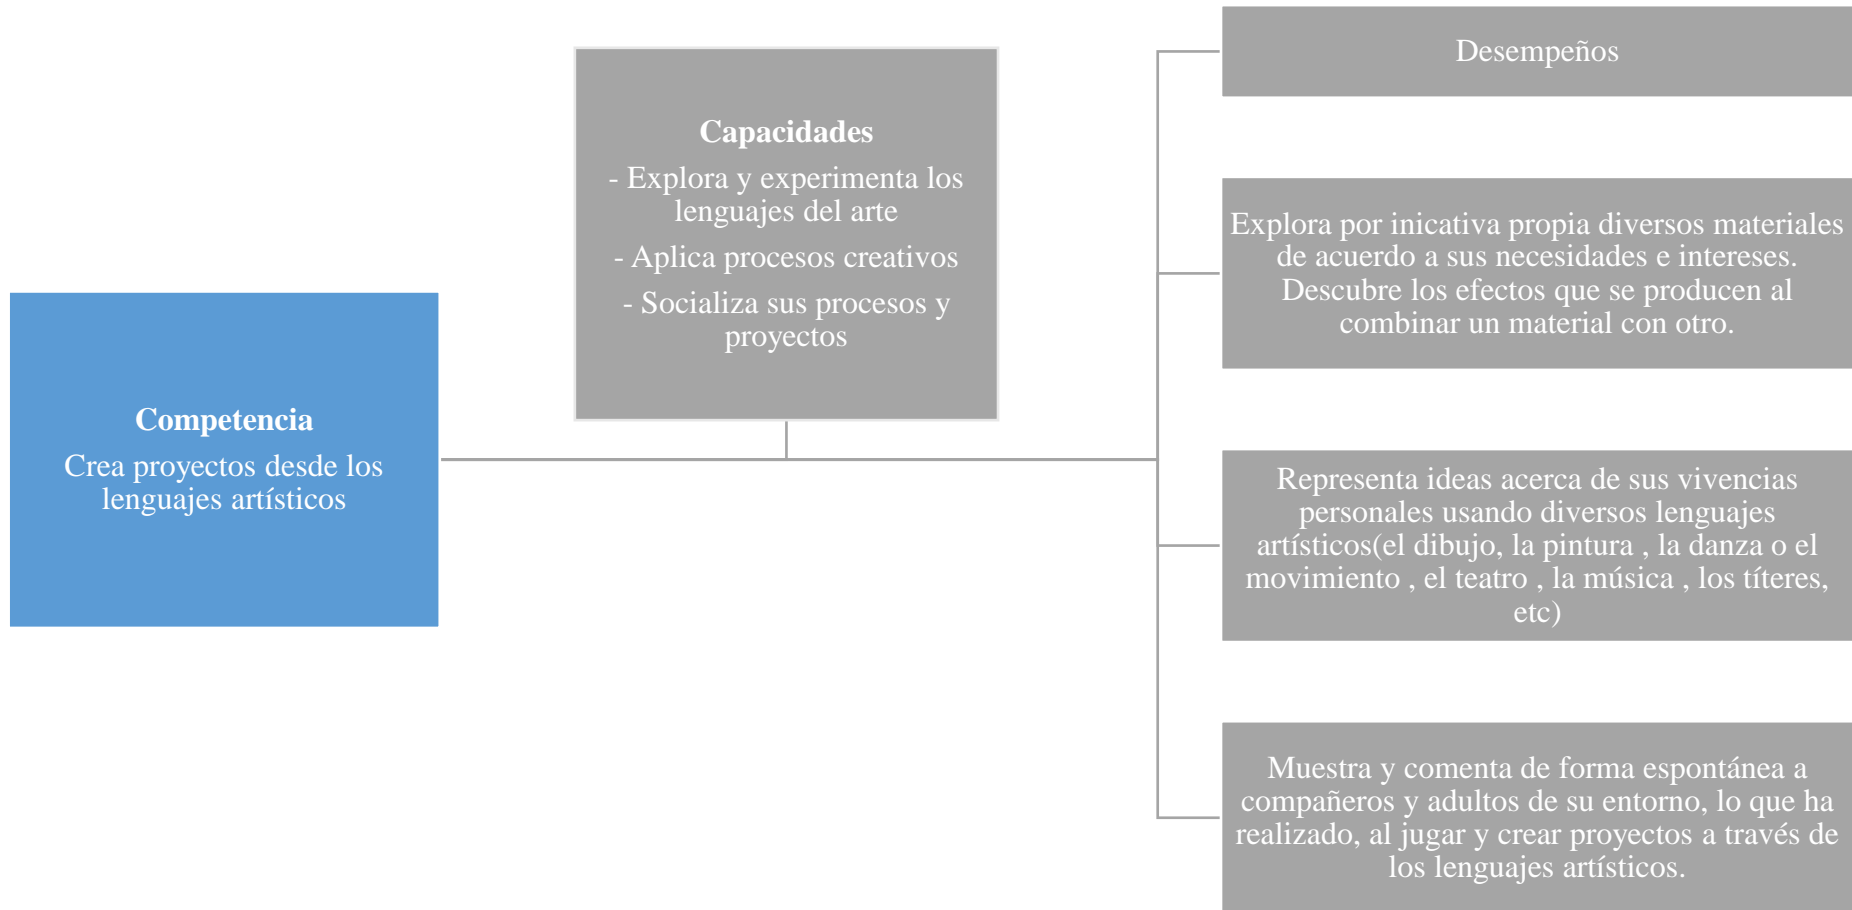 Competencia
Crea proyectos desde los
lenguajes artísticos
Capacidades
- Explora y experimenta los
lenguajes del arte
- Aplica procesos creativos
- Socializa sus procesos y
proyectos
Desempeños
Explora por inicativa propia diversos materiales
de acuerdo a sus necesidades e intereses.
Descubre los efectos que se producen al
combinar un material con otro.
Representa ideas acerca de sus vivencias
personales usando diversos lenguajes
artísticos(el dibujo, la pintura , la danza o el
movimiento , el teatro , la música , los títeres,
etc)
Muestra y comenta de forma espontánea a
compañeros y adultos de su entorno, lo que ha
realizado, al jugar y crear proyectos a través de
los lenguajes artísticos.